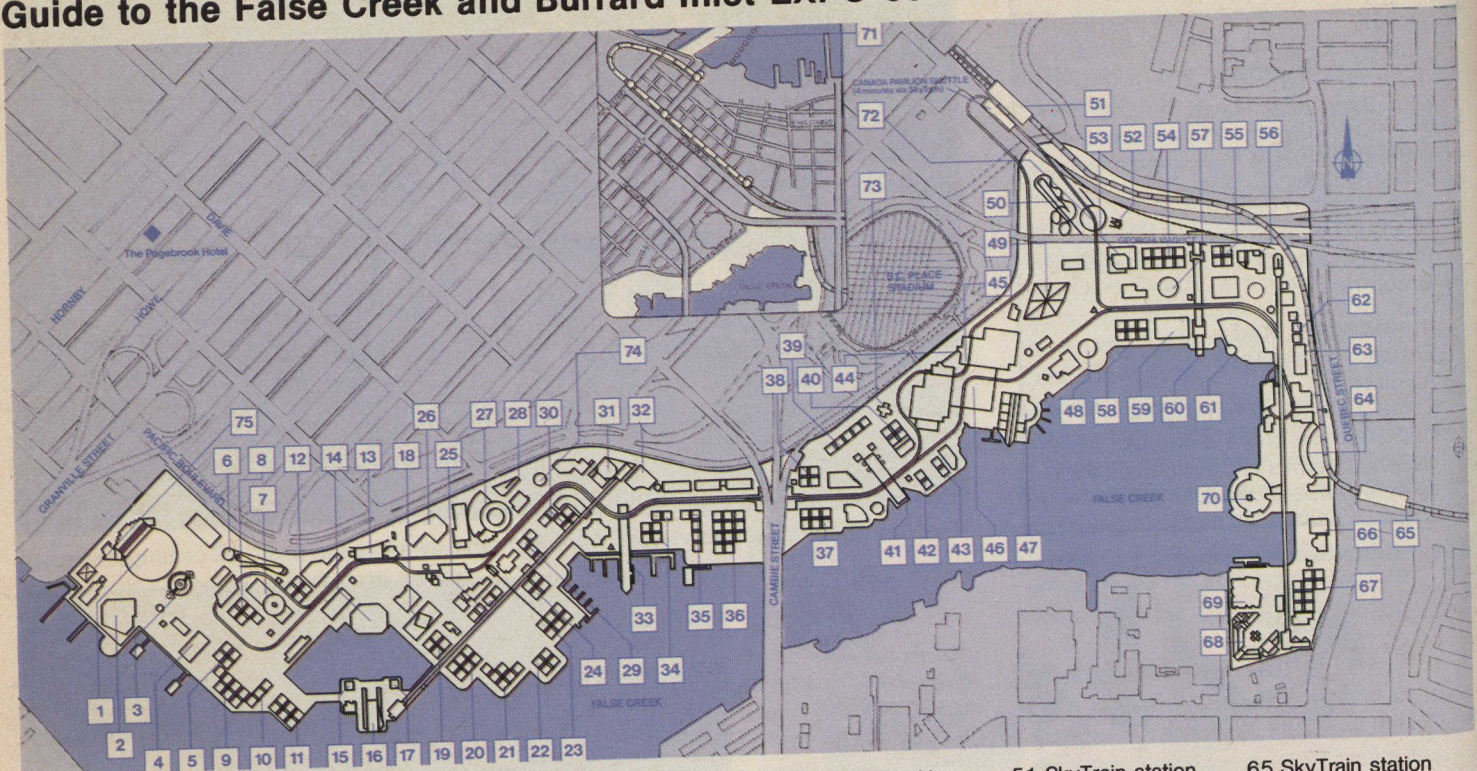 Guide to the False Creek and Burrard Inlet
71
CANADA PAVILION SHUTTLE
(4 minutes via SkyTrain)
51
72
53 52 54 57 55 56
DAVIE
The Pagebrook Hotel
73
50
GEORGIA VIADUCT
49
B.C. PLACE
STADIUM
45
HORNBY
HOWE
FALSE CREEK
62
74
39
63
38 40 44
QUEBEC STREET
64
75
26 27 28 30 31 32
48 58 59 60 61
GRANVILLE STREET
PACIFIC BOULEVARD
6 8 12 14 13 18 25
7
FALSE CREEK
70
CAMBIE STREET
37
41 42 43 46 47
66 65
67
33 35 36
69
68
24 29 34
FALSE CREEK
1 3
2
4 5 9 10 11 15 16 17 19 20 21 22 23
51 SkyTrain station
65 SkyTrain station